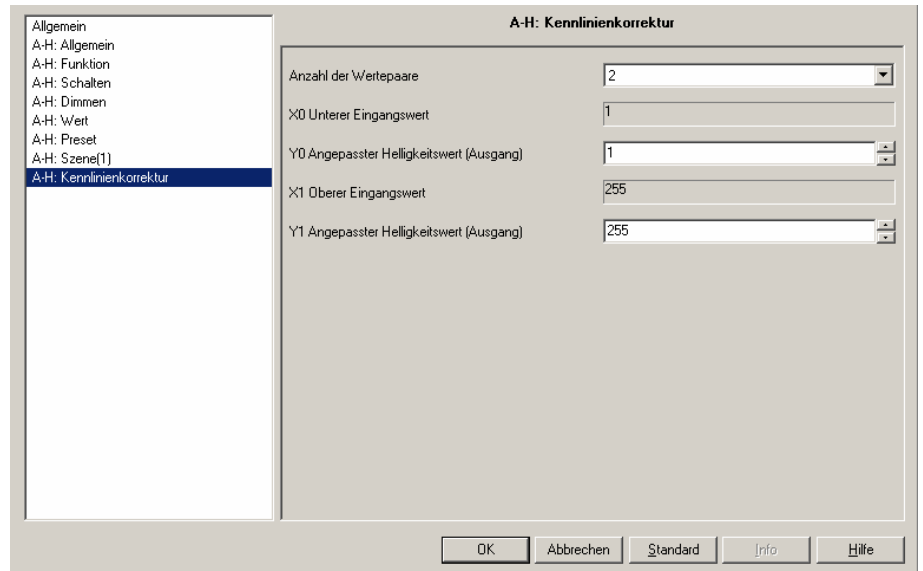 Allgemein
A-H: Allgemein
A-H: Funktion
A-H: Schalten
A-H: Dimmen
A-H: Wert
A-H: Preset
A-H: Szene(1)
A-H: Kennlinienkorrektur
A-H: Kennlinienkorrektur
Anzahl der Wertepaare
2
X0 Unterer Eingangswert
1
Y0 Angepasster Helligkeitswert (Ausgang)
1
X1 Oberer Eingangswert
255
Y1 Angepasster Helligkeitswert (Ausgang)
255
OK
Abbrechen
Standard
Info
Hilfe